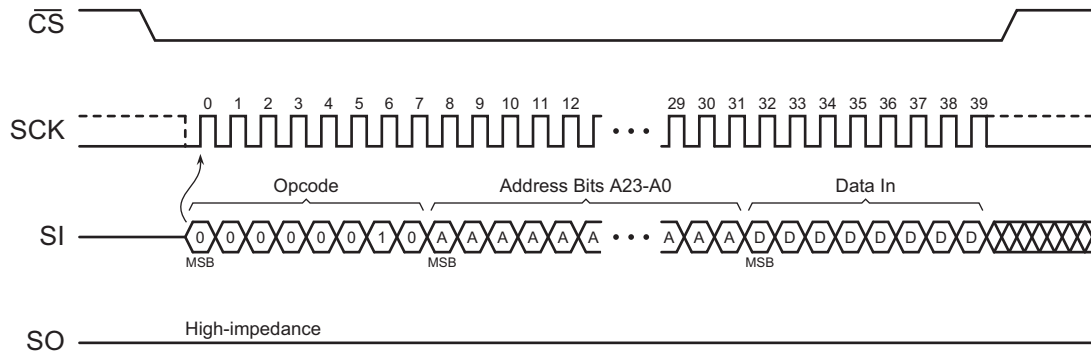 CS
0 1 2 3 4 5 6 7 8 9 10 11 12 29 30 31 32 33 34 35 36 37 38 39
SCK
Opcode Address Bits A23-A0 Data In
SI 0 0 0 0 0 0 1 0 A A A A A A A A A D D D D D D D D
MSB MSB MSB
High-impedance
SO